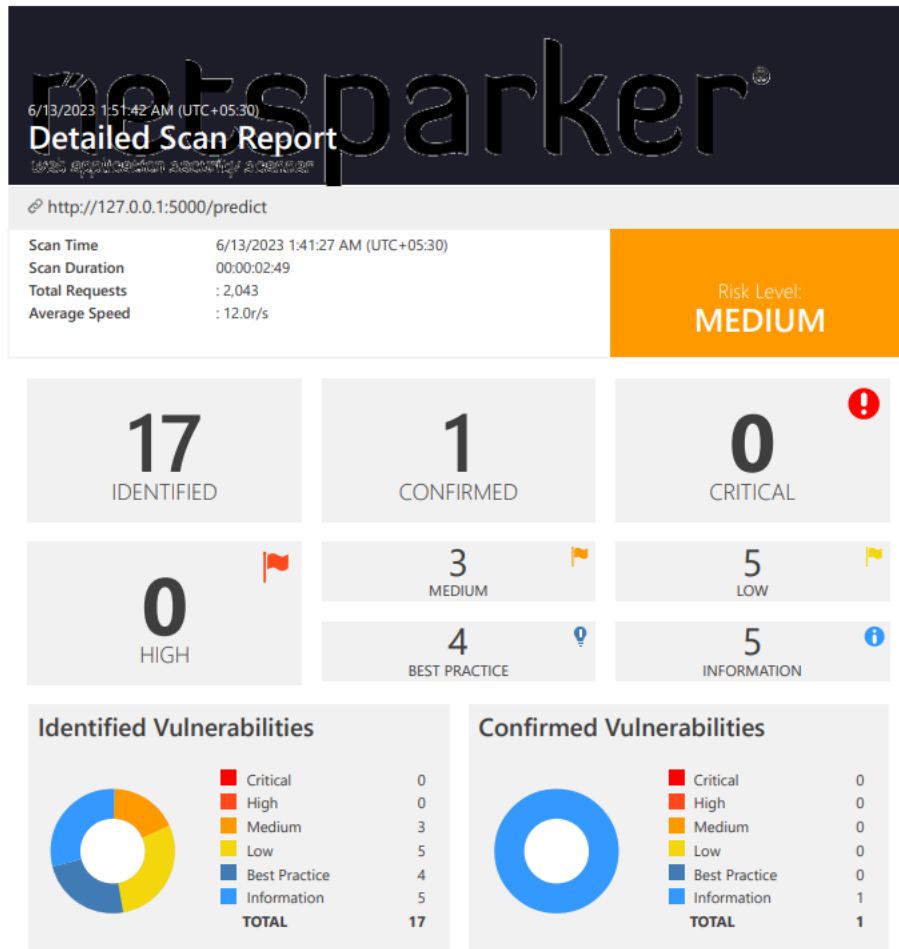 netsparker®
6/13/2023 1:51:42 AM (UTC+05:30)
Detailed Scan Report
web application security scanner
http://127.0.0.1:5000/predict
Scan Time 6/13/2023 1:41:27 AM (UTC+05:30)
Scan Duration 00:00:02:49
Total Requests : 2,043
Average Speed : 12.0r/s
Risk Level:
MEDIUM
17
IDENTIFIED
1
CONFIRMED
0
CRITICAL
0
HIGH
3
MEDIUM
5
LOW
4
BEST PRACTICE
5
INFORMATION
Identified Vulnerabilities
Critical 0
High 0
Medium 3
Low 5
Best Practice 4
Information 5
TOTAL 17
Confirmed Vulnerabilities
Critical 0
High 0
Medium 0
Low 0
Best Practice 0
Information 1
TOTAL 1